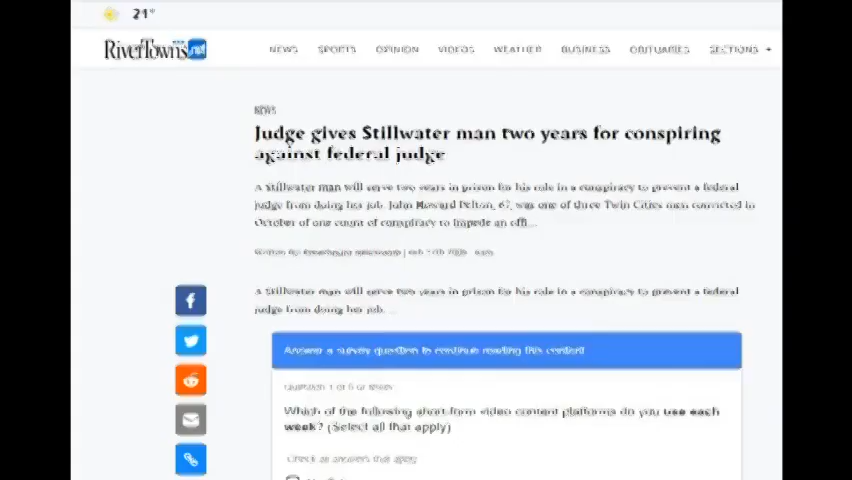 21°
RiverTowns.net
NEWS SPORTS OPINION VIDEOS WEATHER BUSINESS OBITUARIES SECTIONS
NEWS
Judge gives Stillwater man two years for conspiring
against federal judge
A Stillwater man will serve two years in prison for his role in a conspiracy to prevent a federal
judge from doing her job. John Howard Pelton, 67, was one of three Twin Cities men convicted in
October of one count of conspiracy to impede an offi...
Written By:
A Stillwater man will serve two years in prison for his role in a conspiracy to prevent a federal
judge from doing her job. ...
Answer a survey question to continue reading this content
Question 1 of 5 or fewer
Which of the following short-form video content platforms do you use each
week? (Select all that apply)
Check all answers that apply